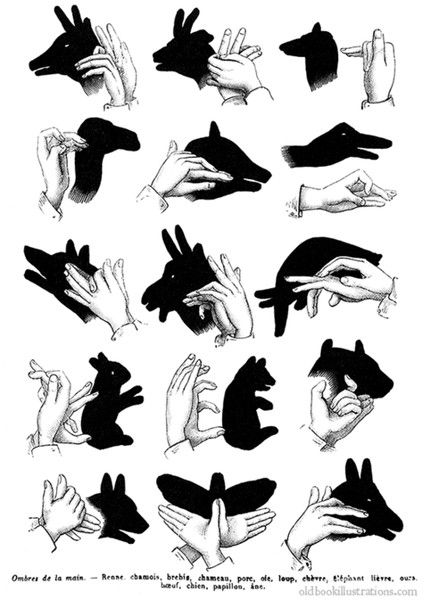 Ombres de la main. — Renne, chamois, brebis, chameau, porc, oie, loup, chèvre, éléphant lièvre, ours,
bœuf, chien, papillon, âne.
oldbookillustrations.com